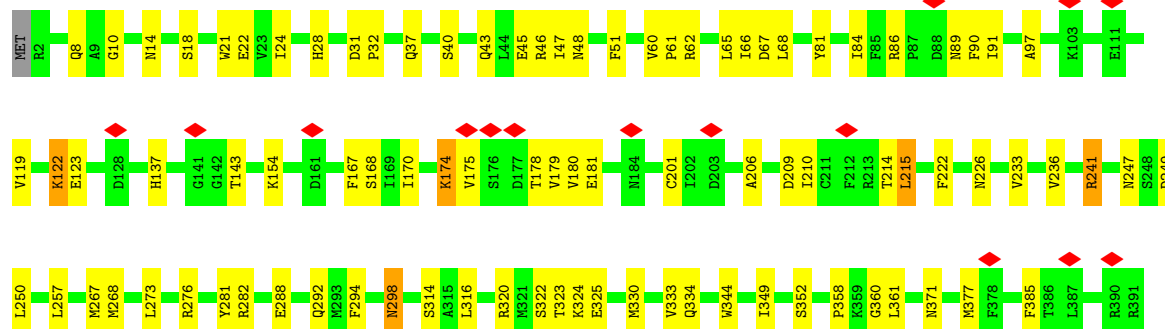 MET R2 Q8 A9 G10 N14 S18 W21 E22 V23 I24 H28 D31 P32 Q37 S40 Q43 L44 E45 R46 I47 N48 F51 V60 P61 R62 L65 I66 D67 L68 Y81 I84 F85 R86 P87 D88 N89 F90 I91 A97 K103 E111
V119 K122 E123 D128 H137 G141 G142 T143 K154 D161 F167 S168 I169 I170 K174 V175 S176 D177 T178 V179 V180 E181 N184 C201 I202 D203 A206 D209 I210 C211 F212 R213 T214 L215 F222 N226 V233 V236 R241 N247 S248
L250 L257 M267 M268 L273 R276 Y281 R282 E288 Q292 M293 F294 N298 S314 A315 L316 R320 M321 S322 T323 K324 E325 M330 V333 Q334 W344 I349 S352 P358 K359 G360 L361 N371 M377 F378 F385 T386 L387 R390 R391